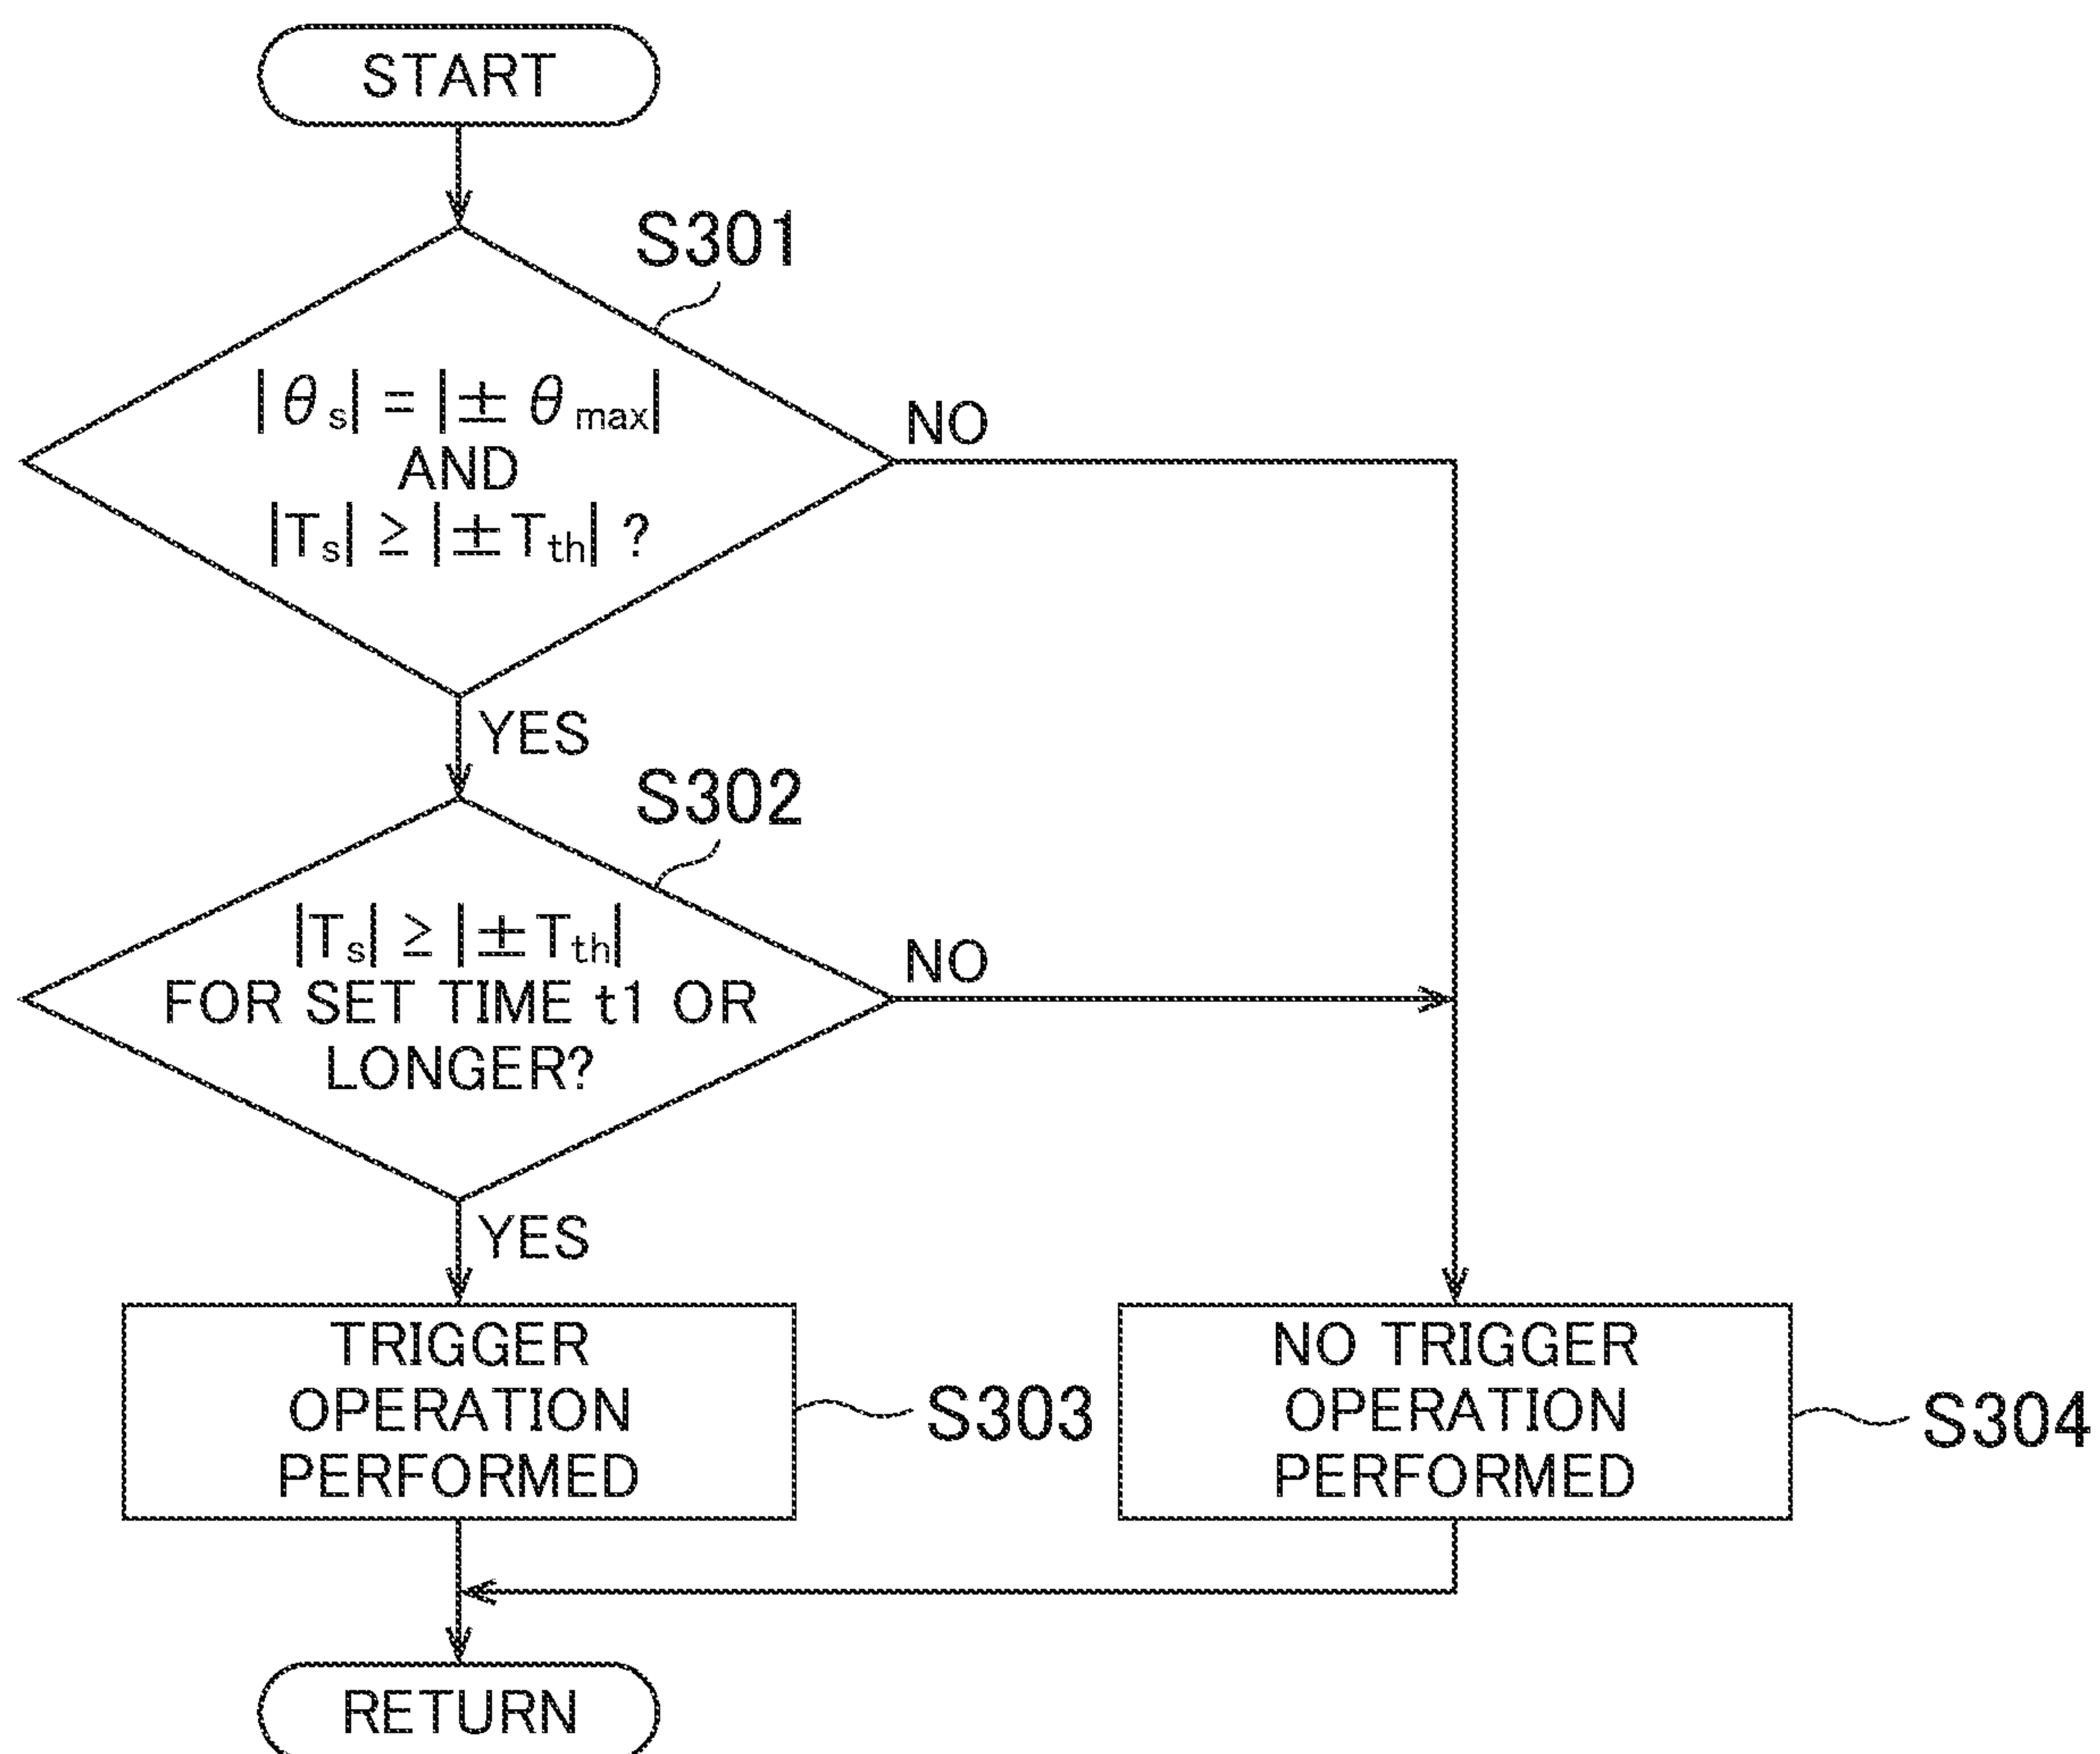 START
S301
|θs| = |± θmax|
AND
|Ts| ≥ |±Tth| ?
NO
YES
S302
|Ts| ≥ |±Tth|
FOR SET TIME t1 OR
LONGER?
NO
YES
TRIGGER
OPERATION
PERFORMED
S303
NO TRIGGER
OPERATION
PERFORMED
S304
RETURN